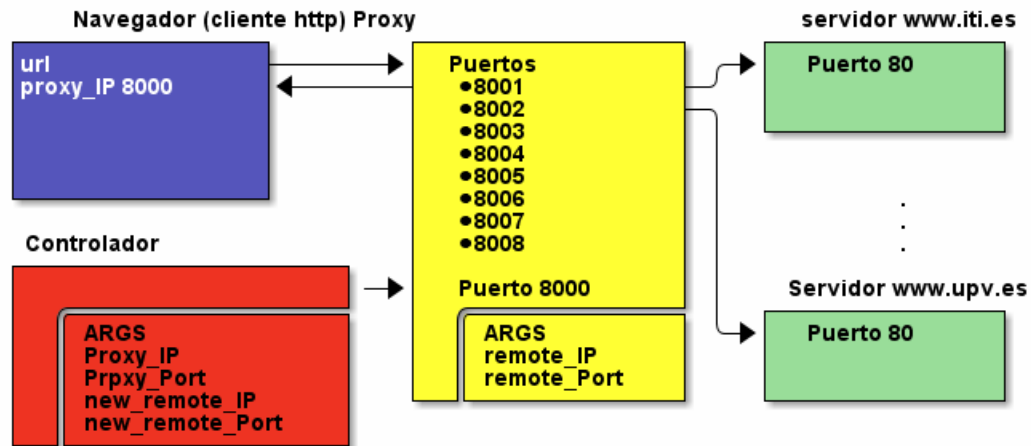 Navegador (cliente http) Proxy
url
proxy_IP 8000
Puertos
●8001
●8002
●8003
●8004
●8005
●8006
●8007
●8008
Puerto 8000
ARGS
remote_IP
remote_Port
Controlador
ARGS
Proxy_IP
Prpxy_Port
new_remote_IP
new_remote_Port
servidor www.iti.es
Puerto 80
.
.
.
Servidor www.upv.es
Puerto 80